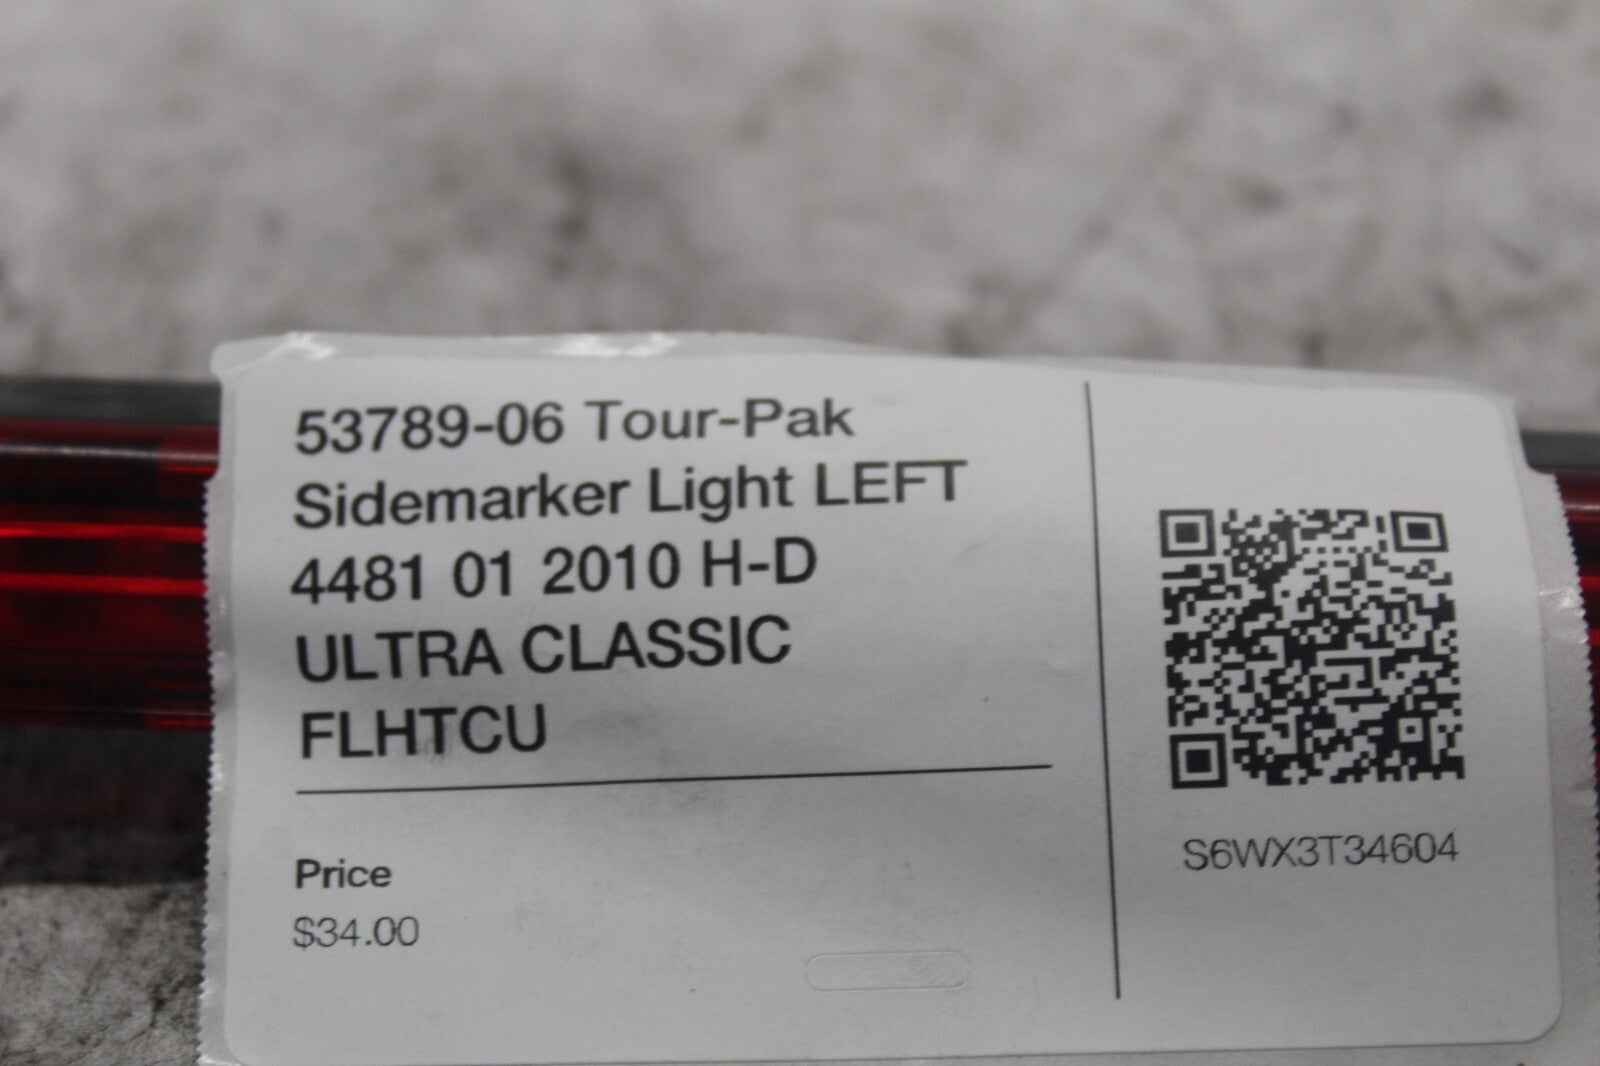 53789-06 Tour-Pak
Sidemarker Light LEFT
4481 01 2010 H-D
ULTRA CLASSIC
FLHTCU
Price
$34.00
S6WX3T34604